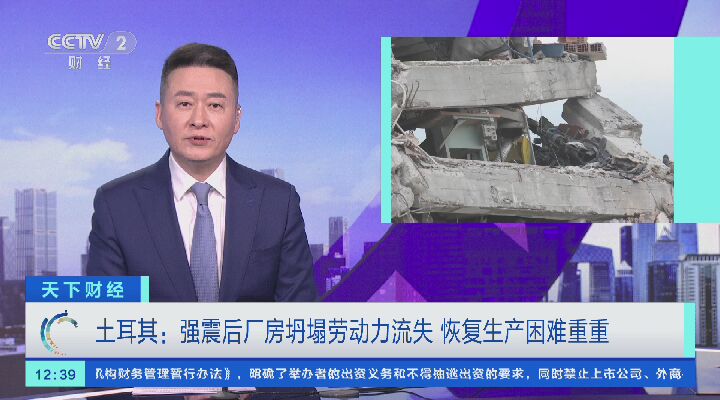 CCTV 2
财经
天下财经
土耳其：强震后厂房坍塌劳动力流失 恢复生产困难重重
12:39 机构财务管理暂行办法》，明确了举办者的出资义务和不得抽逃出资的要求，同时禁止上市公司、外商